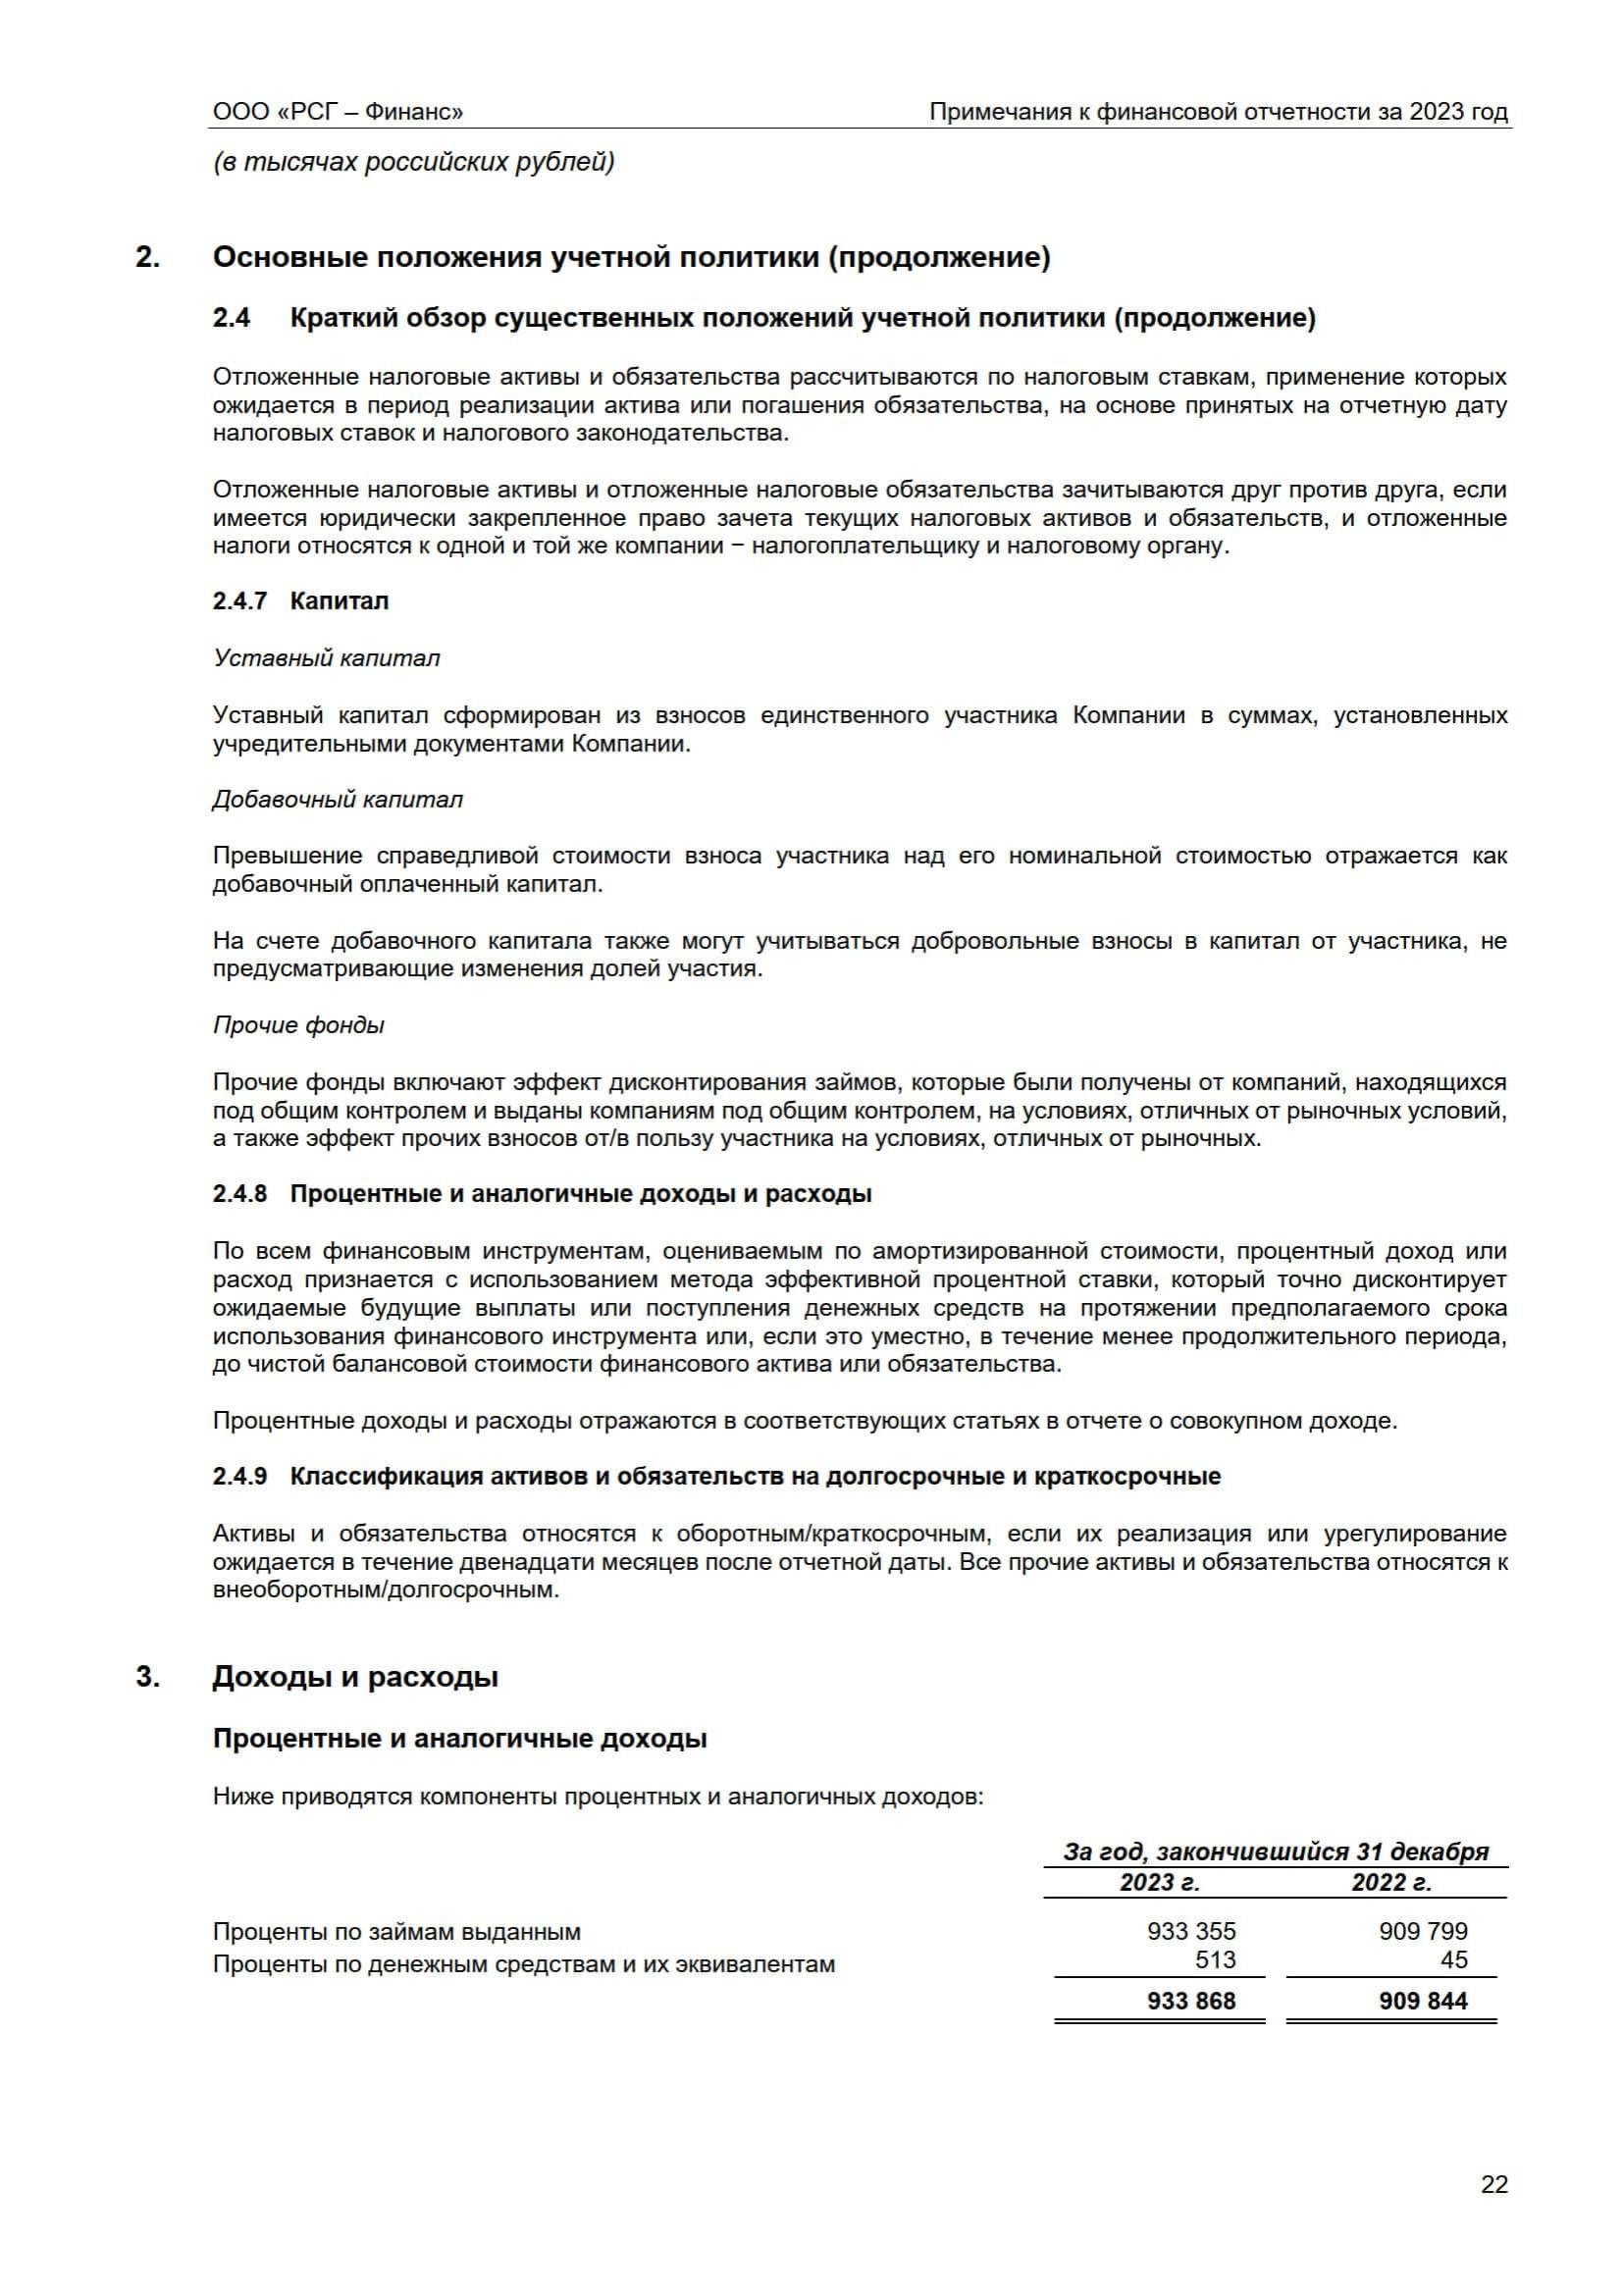 ООО «РСГ – Финанс» Примечания к финансовой отчетности за 2023 год
(в тысячах российских рублей)
2. Основные положения учетной политики (продолжение)
2.4 Краткий обзор существенных положений учетной политики (продолжение)
Отложенные налоговые активы и обязательства рассчитываются по налоговым ставкам, применение которых
ожидается в период реализации актива или погашения обязательства, на основе принятых на отчетную дату
налоговых ставок и налогового законодательства.
Отложенные налоговые активы и отложенные налоговые обязательства зачитываются друг против друга, если
имеется юридически закрепленное право зачета текущих налоговых активов и обязательств, и отложенные
налоги относятся к одной и той же компании − налогоплательщику и налоговому органу.
2.4.7 Капитал
Уставный капитал
Уставный капитал сформирован из взносов единственного участника Компании в суммах, установленных
учредительными документами Компании.
Добавочный капитал
Превышение справедливой стоимости взноса участника над его номинальной стоимостью отражается как
добавочный оплаченный капитал.
На счете добавочного капитала также могут учитываться добровольные взносы в капитал от участника, не
предусматривающие изменения долей участия.
Прочие фонды
Прочие фонды включают эффект дисконтирования займов, которые были получены от компаний, находящихся
под общим контролем и выданы компаниям под общим контролем, на условиях, отличных от рыночных условий,
а также эффект прочих взносов от/в пользу участника на условиях, отличных от рыночных.
2.4.8 Процентные и аналогичные доходы и расходы
По всем финансовым инструментам, оцениваемым по амортизированной стоимости, процентный доход или
расход признается с использованием метода эффективной процентной ставки, который точно дисконтирует
ожидаемые будущие выплаты или поступления денежных средств на протяжении предполагаемого срока
использования финансового инструмента или, если это уместно, в течение менее продолжительного периода,
до чистой балансовой стоимости финансового актива или обязательства.
Процентные доходы и расходы отражаются в соответствующих статьях в отчете о совокупном доходе.
2.4.9 Классификация активов и обязательств на долгосрочные и краткосрочные
Активы и обязательства относятся к оборотным/краткосрочным, если их реализация или урегулирование
ожидается в течение двенадцати месяцев после отчетной даты. Все прочие активы и обязательства относятся к
внеоборотным/долгосрочным.
3. Доходы и расходы
Процентные и аналогичные доходы
Ниже приводятся компоненты процентных и аналогичных доходов:
За год, закончившийся 31 декабря
2023 г. 2022 г.
Проценты по займам выданным 933 355 909 799
Проценты по денежным средствам и их эквивалентам 513 45
933 868 909 844
22